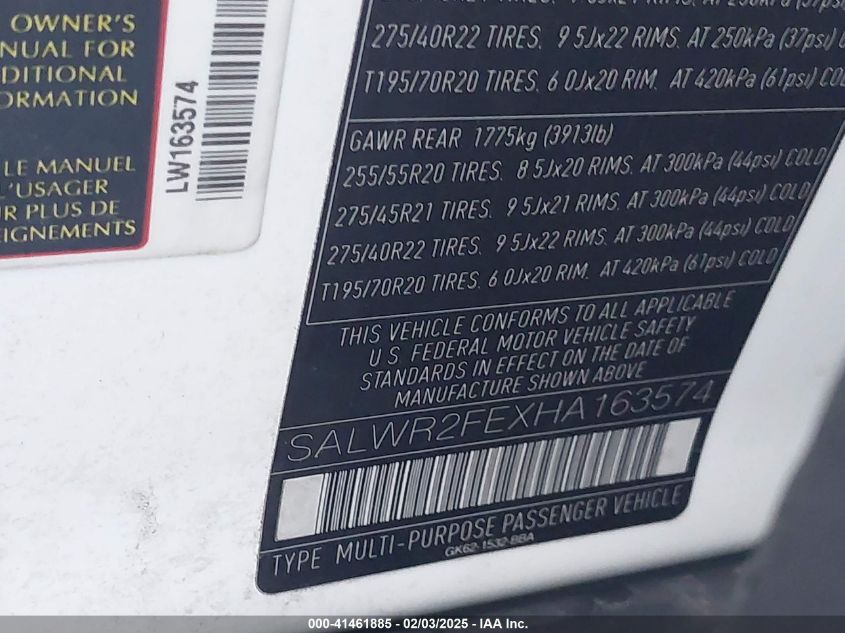 OWNER'S
NUAL FOR
DITIONAL
ORMATION
LE MANUEL
L'USAGER
R PLUS DE
EIGNEMENTS
LW163574
275/40R22 TIRES. 9 5Jx22 RIMS. AT 250kPa (37psi)
T195/70R20 TIRES. 6 0Jx20 RIM. AT 420kPa (61psi) COL
GAWR REAR 1775kg (3913lb)
255/55R20 TIRES. 8 5Jx20 RIMS. AT 300kPa (44psi) COLD
275/45R21 TIRES. 9 5Jx21 RIMS. AT 300kPa (44psi) COLD
275/40R22 TIRES. 9 5Jx22 RIMS. AT 300kPa (44psi) COLD
T195/70R20 TIRES. 6 0Jx20 RIM. AT 420kPa (61psi) COLD
THIS VEHICLE CONFORMS TO ALL APPLICABLE
U S. FEDERAL MOTOR VEHICLE SAFETY
STANDARDS IN EFFECT ON THE DATE OF
MANUFACTURE SHOWN ABOVE
SALWR2FEXHA163574
TYPE MULTI-PURPOSE PASSENGER VEHICLE
GK62-1532-BBA
000-41461885 - 02/03/2025 - IAA Inc.